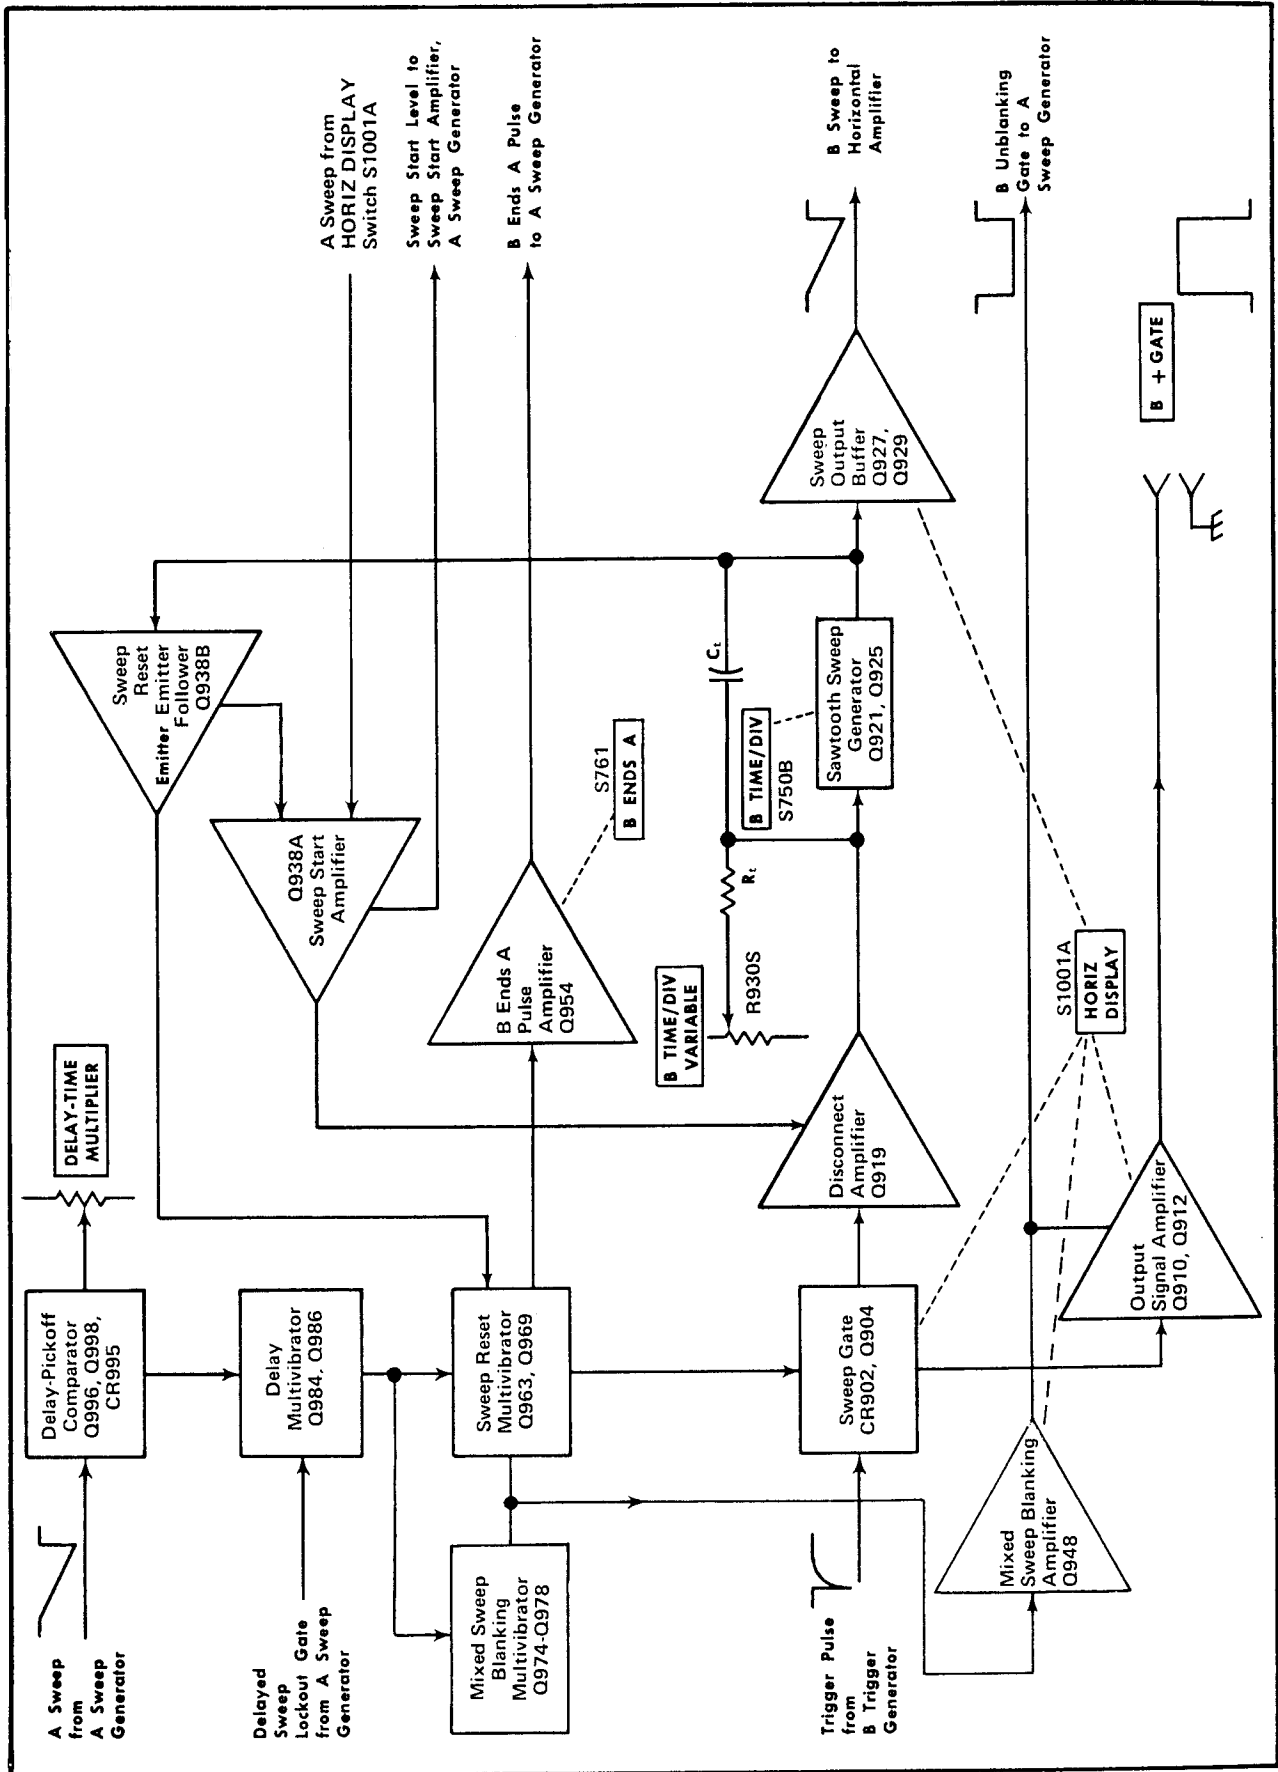 A Sweep
from
A Sweep
Generator
Delay-Pickoff
Comparator
Q996, Q998,
CR995
DELAY-TIME
MULTIPLIER
Sweep
Reset
Emitter Emitter
Follower
Q938B
A Sweep from
HORIZ DISPLAY
Switch S1001A
Delayed
Sweep
Lockout Gate
from A Sweep
Generator
Delay
Multivibrator
Q984, Q986
Q938A
Sweep Start
Amplifier
Sweep Start Level to
Sweep Start Amplifier,
A Sweep Generator
Mixed Sweep
Blanking
Multivibrator
Q974-Q978
Sweep Reset
Multivibrator
Q963, Q969
B Ends A
Pulse
Amplifier
Q954
S761
B ENDS A
B Ends A Pulse
to A Sweep Generator
B TIME/DIV
VARIABLE
R930S
Rt
Ct
B TIME/DIV
S750B
Trigger Pulse
from
B Trigger
Generator
Sweep Gate
CR902, Q904
Disconnect
Amplifier
Q919
Sawtooth Sweep
Generator
Q921, Q925
Sweep
Output
Buffer
Q927,
Q929
B Sweep to
Horizontal
Amplifier
Mixed
Sweep Blanking
Amplifier
Q948
S1001A
HORIZ
DISPLAY
B Unblanking
Gate to A
Sweep Generator
Output
Signal Amplifier
Q910, Q912
B + GATE